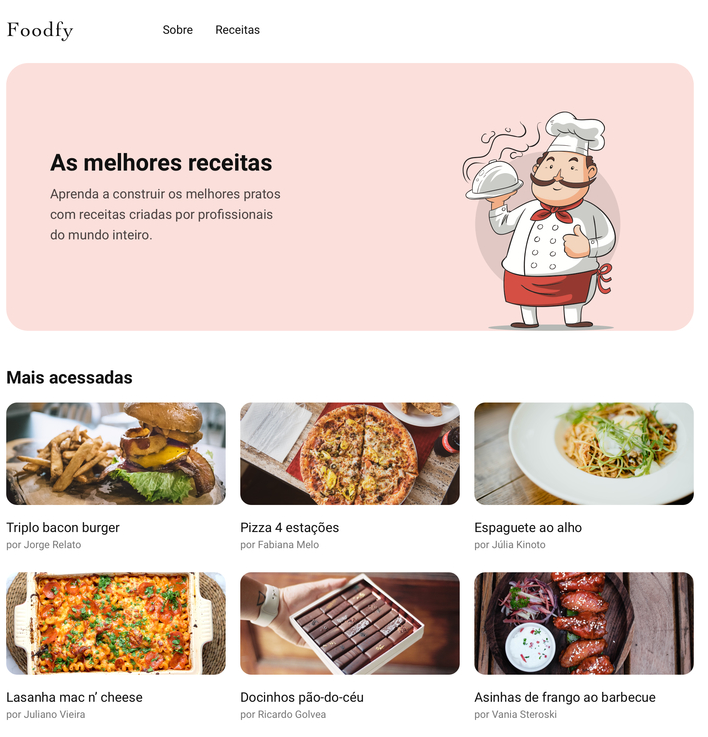 Foodfy
Sobre Receitas
As melhores receitas
Aprenda a construir os melhores pratos
com receitas criadas por profissionais
do mundo inteiro.
Mais acessadas
Triplo bacon burger
por Jorge Relato
Pizza 4 estações
por Fabiana Melo
Espaguete ao alho
por Júlia Kinoto
Lasanha mac n’ cheese
por Juliano Vieira
Docinhos pão-do-céu
por Ricardo Golvea
Asinhas de frango ao barbecue
por Vania Steroski